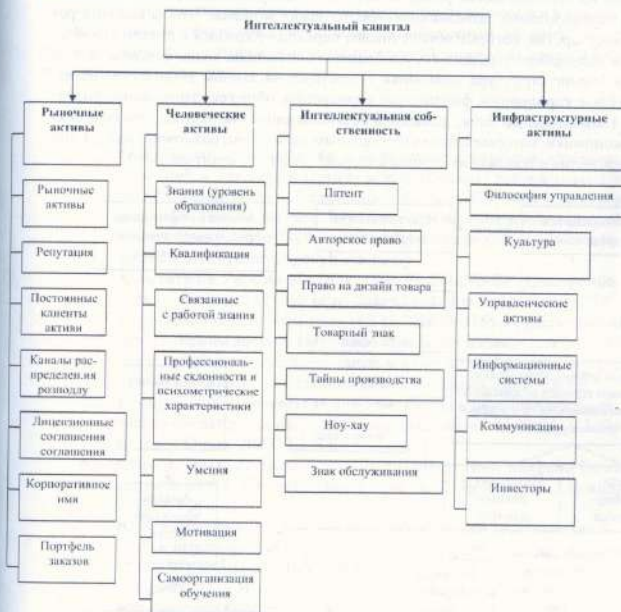 Интеллектуальный капитал
Рыночные
активы
Рыночные
активы
Репутация
Постоянные
клиенты
активи
Каналы рас-
пределения
розподлу
Лицензионные
соглашения
соглашения
Корпоративное
имя
Портфель
заказов
Человеческие
активы
Знания (уровень
образования)
Квалификация
Связанные
с работой знания
Профессиональ-
ные склонности и
психометрические
характеристики
Умения
Мотивация
Самоорганизация
обучения
Интеллектуальная соб-
ственность
Патент
Авторское право
Право на дизайн товара
Товарный знак
Тайны производства
Ноу-хау
Знак обслуживания
Инфраструктурные
активы
Философия управления
Культура
Управленческие
активы
Информационные
системы
Коммуникации
Инвесторы